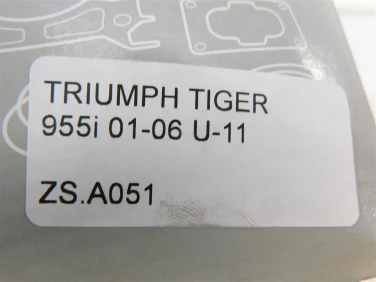 TRIUMPH TIGER
955i 01-06 U-11
ZS.A051